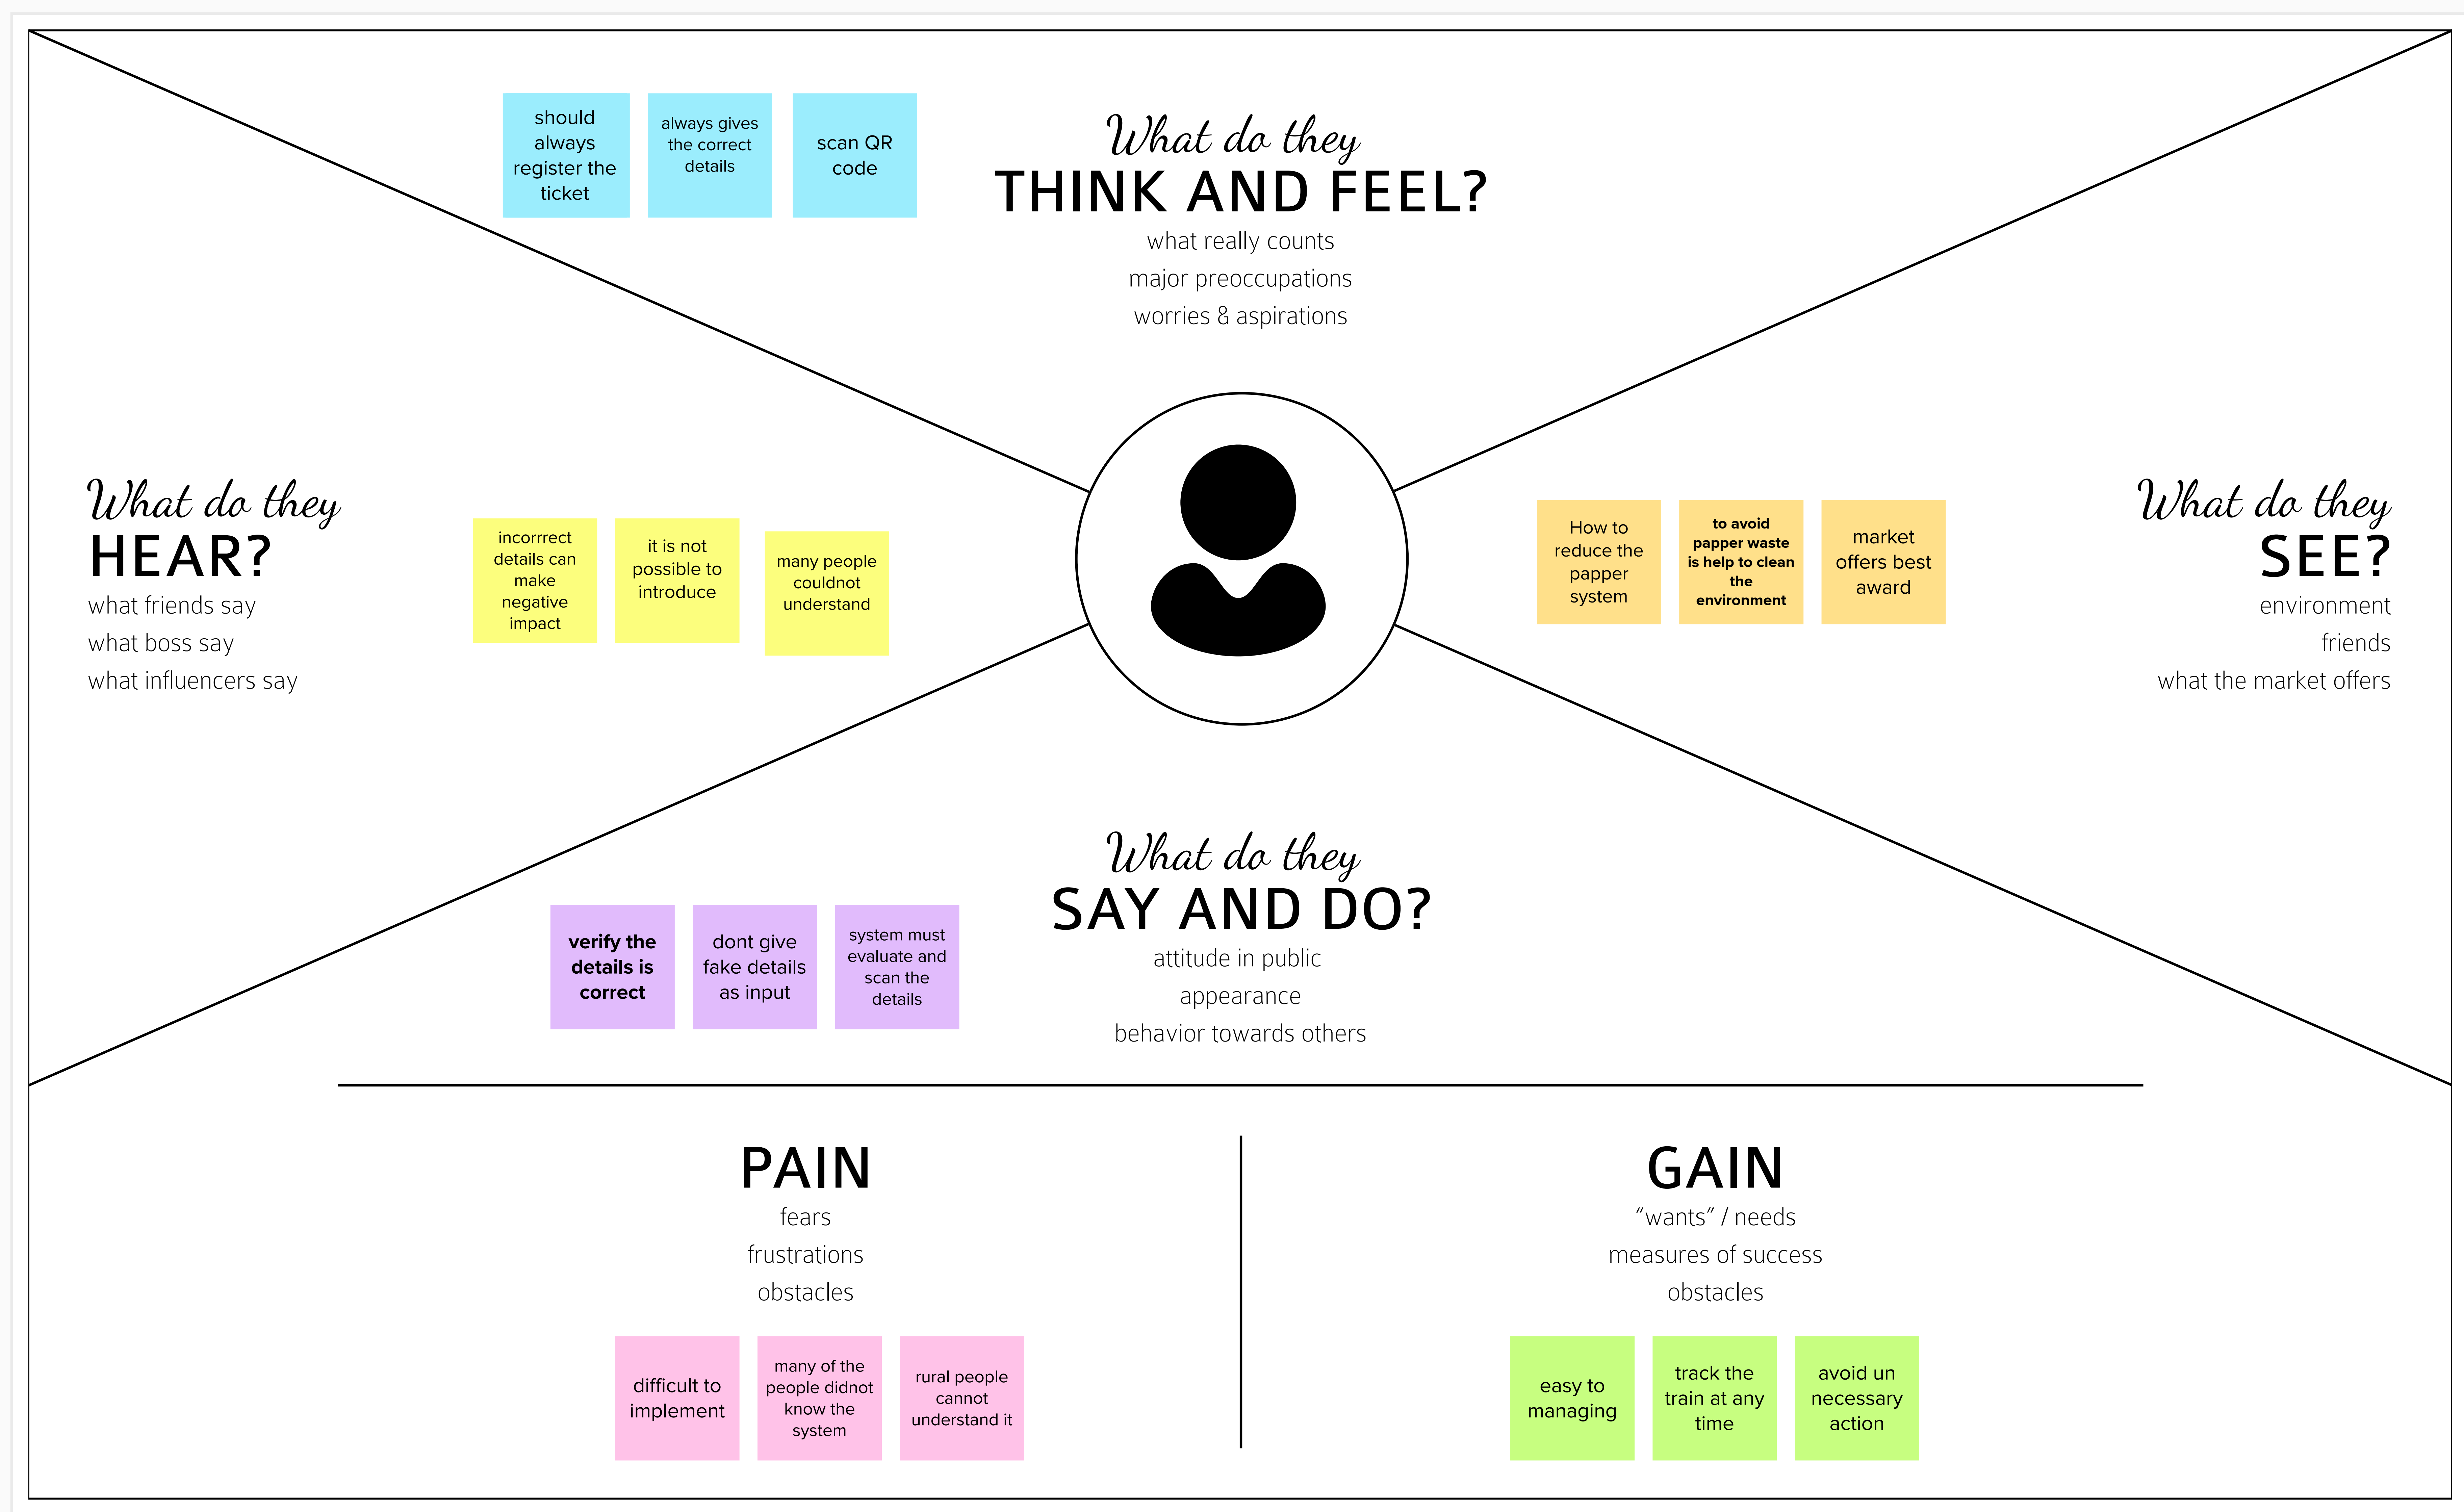 should
always
register the
ticket
always gives
the correct
details
scan QR
code
What do they
THINK AND FEEL?
what really counts
major preoccupations
worries & aspirations
What do they
HEAR?
what friends say
what boss say
what influencers say
incorrrect
details can
make
negative
impact
it is not
possible to
introduce
many people
couldnot
understand
How to
reduce the
papper
system
to avoid
papper waste
is help to clean
the
environment
market
offers best
award
What do they
SEE?
environment
friends
what the market offers
What do they
SAY AND DO?
attitude in public
appearance
behavior towards others
verify the
details is
correct
dont give
fake details
as input
system must
evaluate and
scan the
details
PAIN
fears
frustrations
obstacles
difficult to
implement
many of the
people didnot
know the
system
rural people
cannot
understand it
GAIN
“wants” / needs
measures of success
obstacles
easy to
managing
track the
train at any
time
avoid un
necessary
action